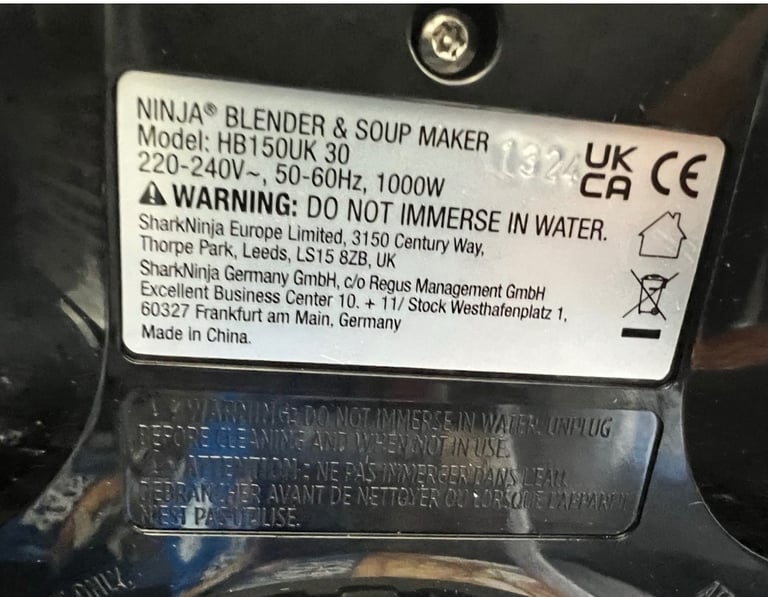 NINJA® BLENDER & SOUP MAKER
Model: HB150UK 30
220-240V~, 50-60Hz, 1000W
WARNING: DO NOT IMMERSE IN WATER.
SharkNinja Europe Limited, 3150 Century Way,
Thorpe Park, Leeds, LS15 8ZB, UK
SharkNinja Germany GmbH, c/o Regus Management GmbH
Excellent Business Center 10. + 11/ Stock Westhafenplatz 1,
60327 Frankfurt am Main, Germany
Made in China.
1324
UK
CA
CE
WARNING: DO NOT IMMERSE IN WATER. UNPLUG
BEFORE CLEANING AND WHEN NOT IN USE.
ATTENTION : NE PAS IMMERGER DANS L'EAU.
DÉBRANCHER AVANT DE NETTOYER OU LORSQUE L'APPAREIL
N'EST PAS UTILISÉ.
ONLY.